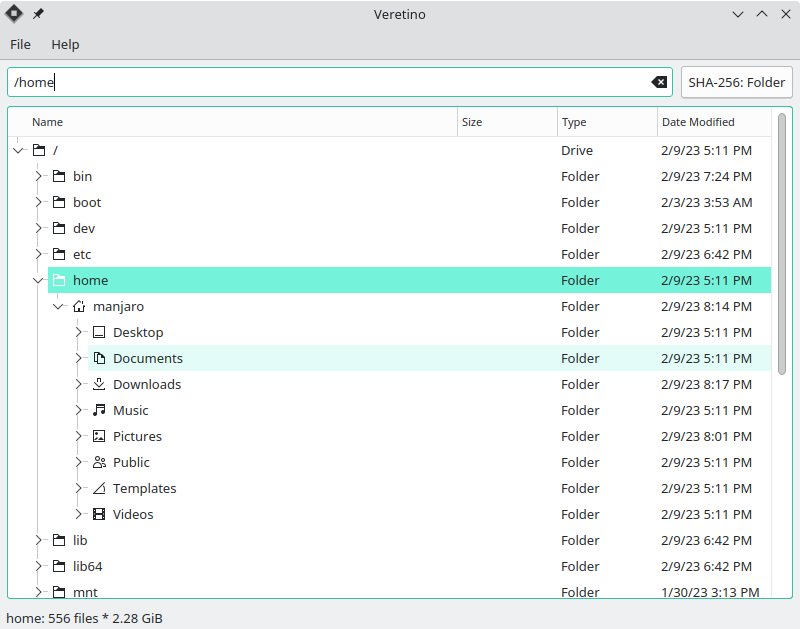 Veretino
File Help
/home SHA-256: Folder
Name Size Type Date Modified
/ Drive 2/9/23 5:11 PM
bin Folder 2/9/23 7:24 PM
boot Folder 2/3/23 3:53 AM
dev Folder 2/9/23 5:11 PM
etc Folder 2/9/23 6:42 PM
home Folder 2/9/23 5:11 PM
manjaro Folder 2/9/23 8:14 PM
Desktop Folder 2/9/23 5:11 PM
Documents Folder 2/9/23 5:11 PM
Downloads Folder 2/9/23 8:17 PM
Music Folder 2/9/23 5:11 PM
Pictures Folder 2/9/23 8:01 PM
Public Folder 2/9/23 5:11 PM
Templates Folder 2/9/23 5:11 PM
Videos Folder 2/9/23 5:11 PM
lib Folder 2/9/23 6:42 PM
lib64 Folder 2/9/23 6:42 PM
mnt Folder 1/30/23 3:13 PM
home: 556 files * 2.28 GiB